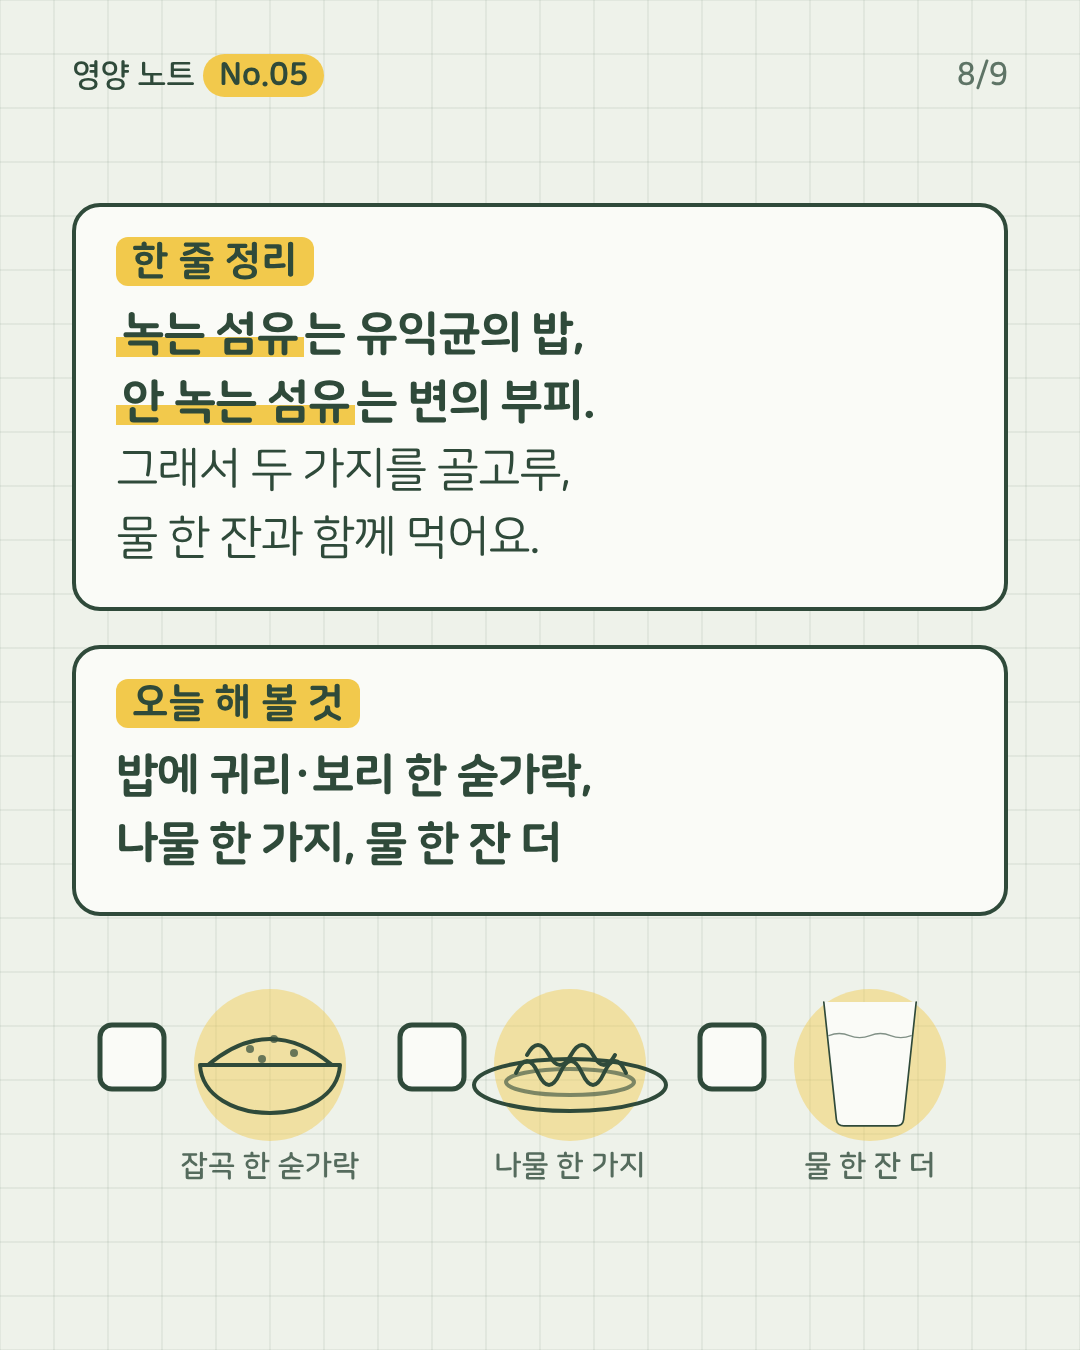 영양 노트 No.05
8/9
한 줄 정리
녹는 섬유는 유익균의 밥,
안 녹는 섬유는 변의 부피.
그래서 두 가지를 골고루,
물 한 잔과 함께 먹어요.
오늘 해 볼 것
밥에 귀리·보리 한 숟가락,
나물 한 가지, 물 한 잔 더
잡곡 한 숟가락
나물 한 가지
물 한 잔 더